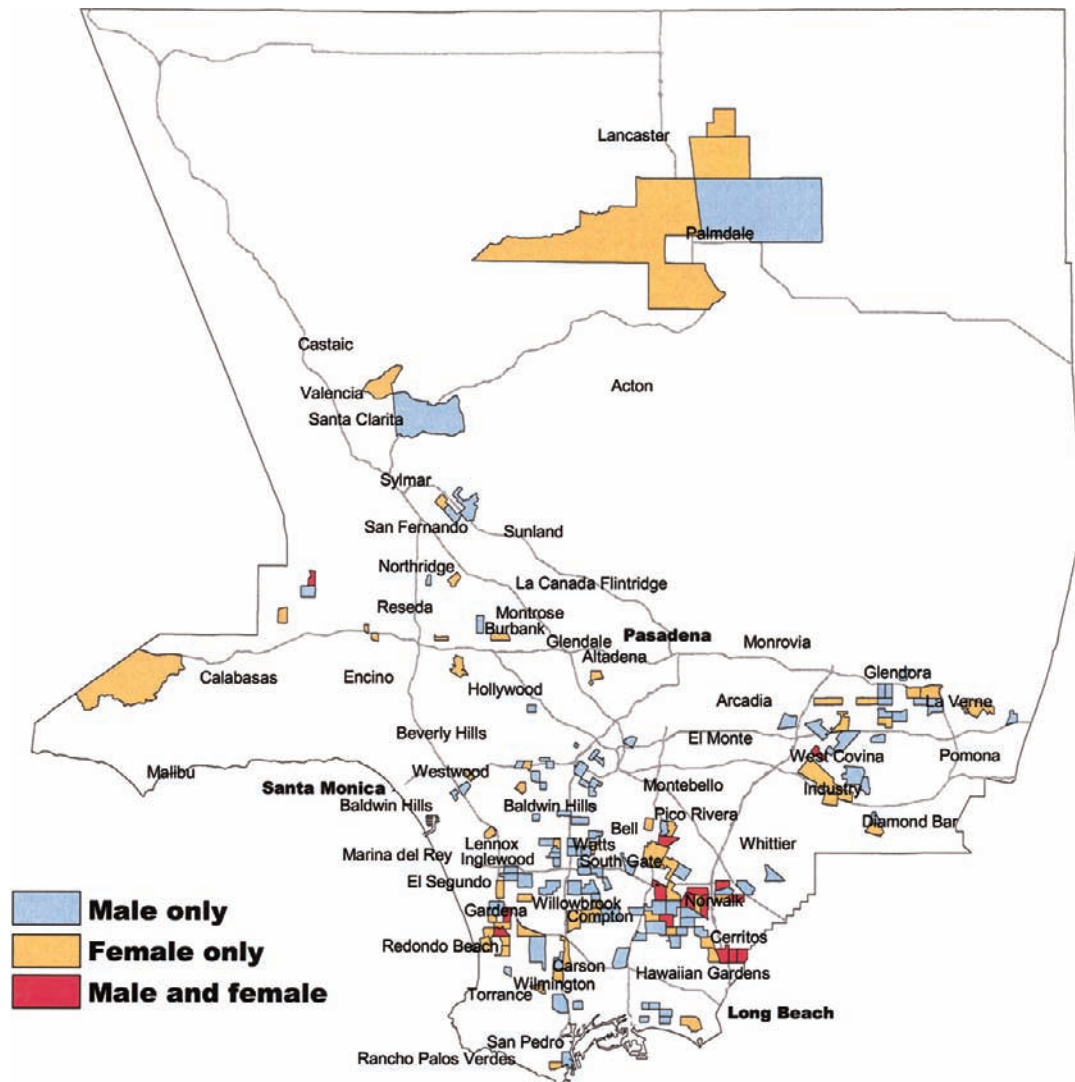 Lancaster
Palmdale
Castaic
Acton
Valencia
Santa Clarita
Sylmar
San Fernando
Sunland
Northridge
La Canada Flintridge
Reseda
Montrose
Burbank
Glendale
Pasadena
Monrovia
Altadena
Calabasas
Encino
Hollywood
Glendora
Arcadia
La Verne
Beverly Hills
El Monte
West Covina
Pomona
Malibu
Westwood
Santa Monica
Montebello
Industry
Baldwin Hills
Baldwin Hills
Pico Rivera
Diamond Bar
Bell
Lennox
Watts
Whittier
Marina del Rey
Inglewood
South Gate
El Segundo
Male only
Gardena
Willowbrook
Compton
Norwalk
Female only
Redondo Beach
Cerritos
Carson
Hawaiian Gardens
Male and female
Wilmington
Torrance
Long Beach
San Pedro
Rancho Palos Verdes